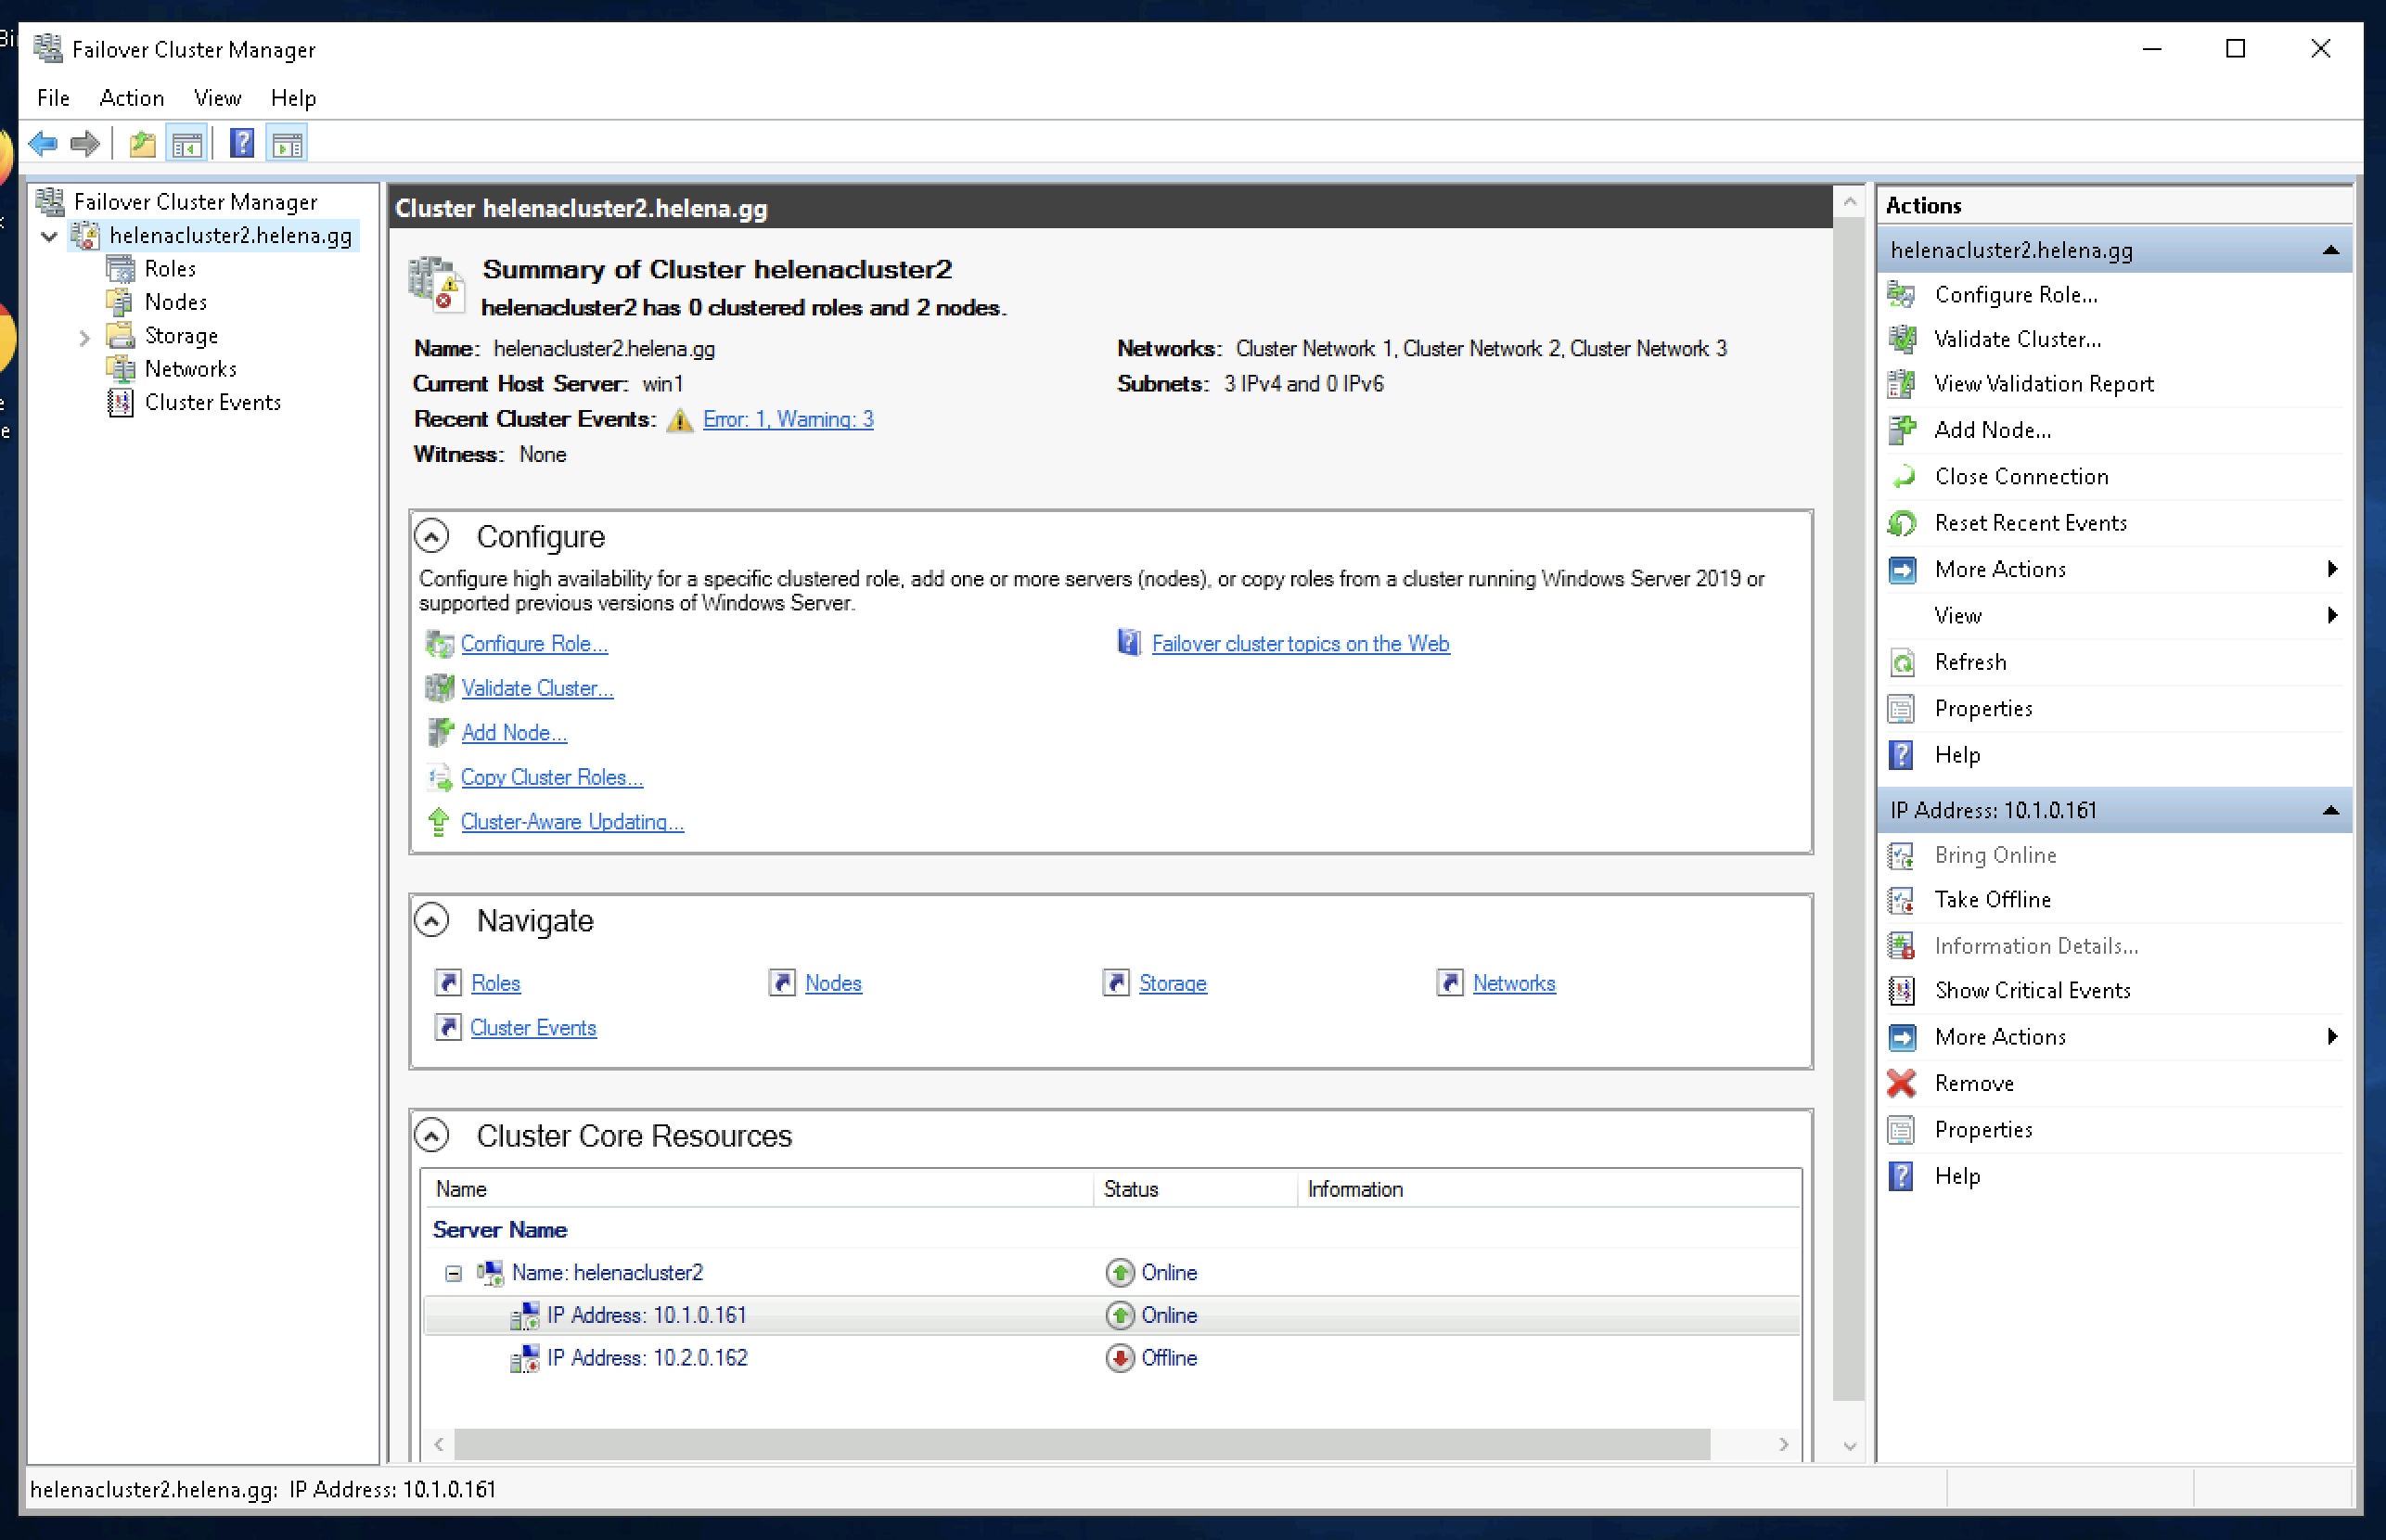 Failover Cluster Manager
File Action View Help
Failover Cluster Manager
helenacluster2.helena.gg
Roles
Nodes
Storage
Networks
Cluster Events
Cluster helenacluster2.helena.gg
Summary of Cluster helenacluster2
helenacluster2 has 0 clustered roles and 2 nodes.
Name: helenacluster2.helena.gg
Current Host Server: win1
Recent Cluster Events: Error: 1, Warning: 3
Witness: None
Networks: Cluster Network 1, Cluster Network 2, Cluster Network 3
Subnets: 3 IPv4 and 0 IPv6
Configure
Configure high availability for a specific clustered role, add one or more servers (nodes), or copy roles from a cluster running Windows Server 2019 or
supported previous versions of Windows Server.
Configure Role...
Failover cluster topics on the Web
Validate Cluster...
Add Node...
Copy Cluster Roles...
Cluster-Aware Updating...
Navigate
Roles Nodes Storage Networks
Cluster Events
Cluster Core Resources
Name Status Information
Server Name
Name: helenacluster2 Online
IP Address: 10.1.0.161 Online
IP Address: 10.2.0.162 Offline
Actions
helenacluster2.helena.gg
Configure Role...
Validate Cluster...
View Validation Report
Add Node...
Close Connection
Reset Recent Events
More Actions
View
Refresh
Properties
Help
IP Address: 10.1.0.161
Bring Online
Take Offline
Information Details...
Show Critical Events
More Actions
Remove
Properties
Help
helenacluster2.helena.gg: IP Address: 10.1.0.161